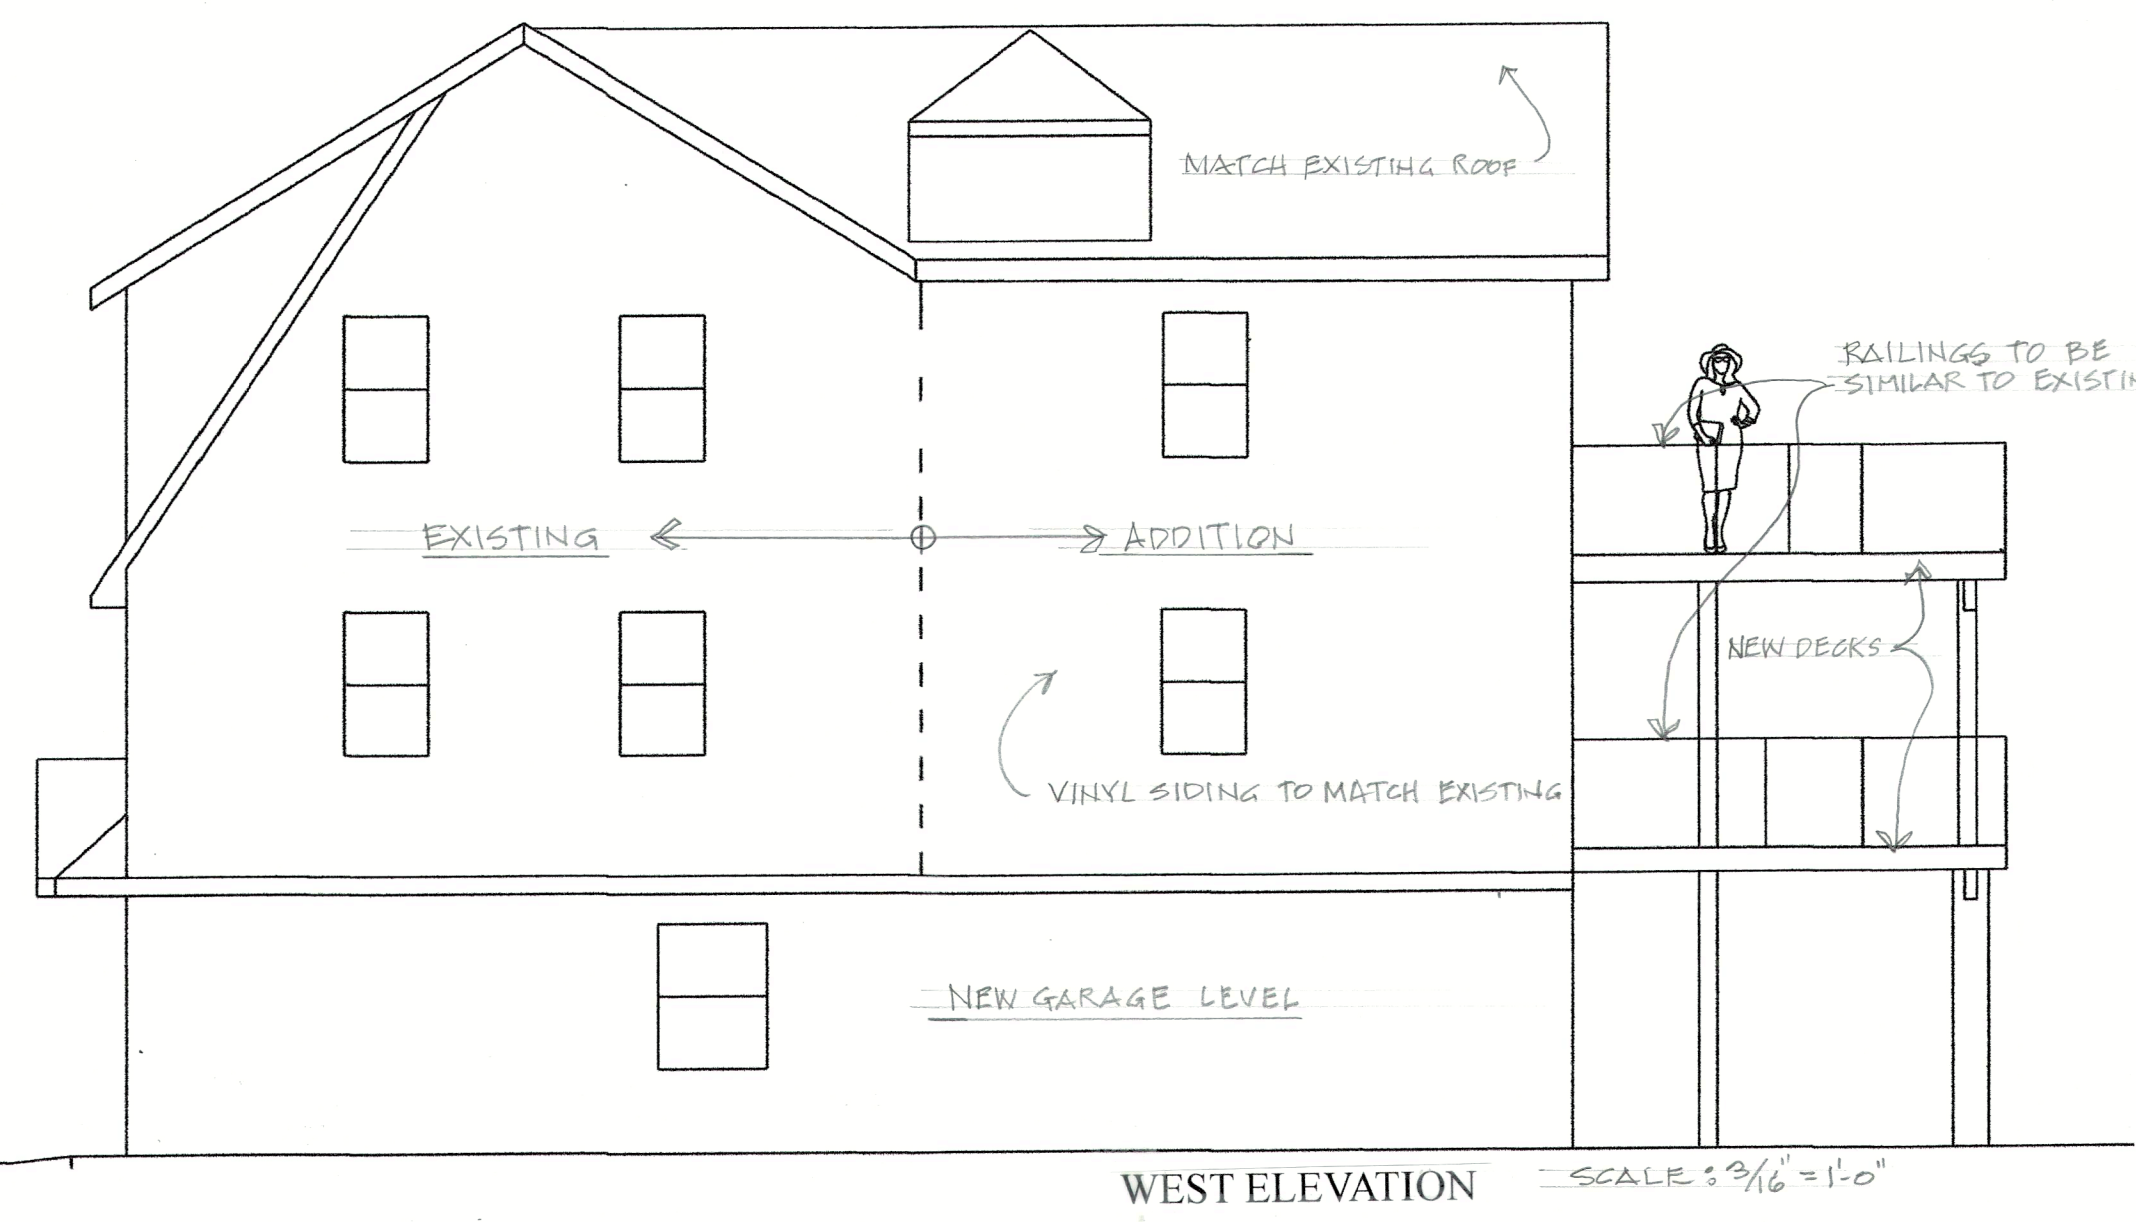 MATCH EXISTING ROOF
RAILINGS TO BE
SIMILAR TO EXISTIN
EXISTING
ADDITION
NEW DECKS
VINYL SIDING TO MATCH EXISTING
NEW GARAGE LEVEL
WEST ELEVATION
SCALE: 3/16" = 1'-0"